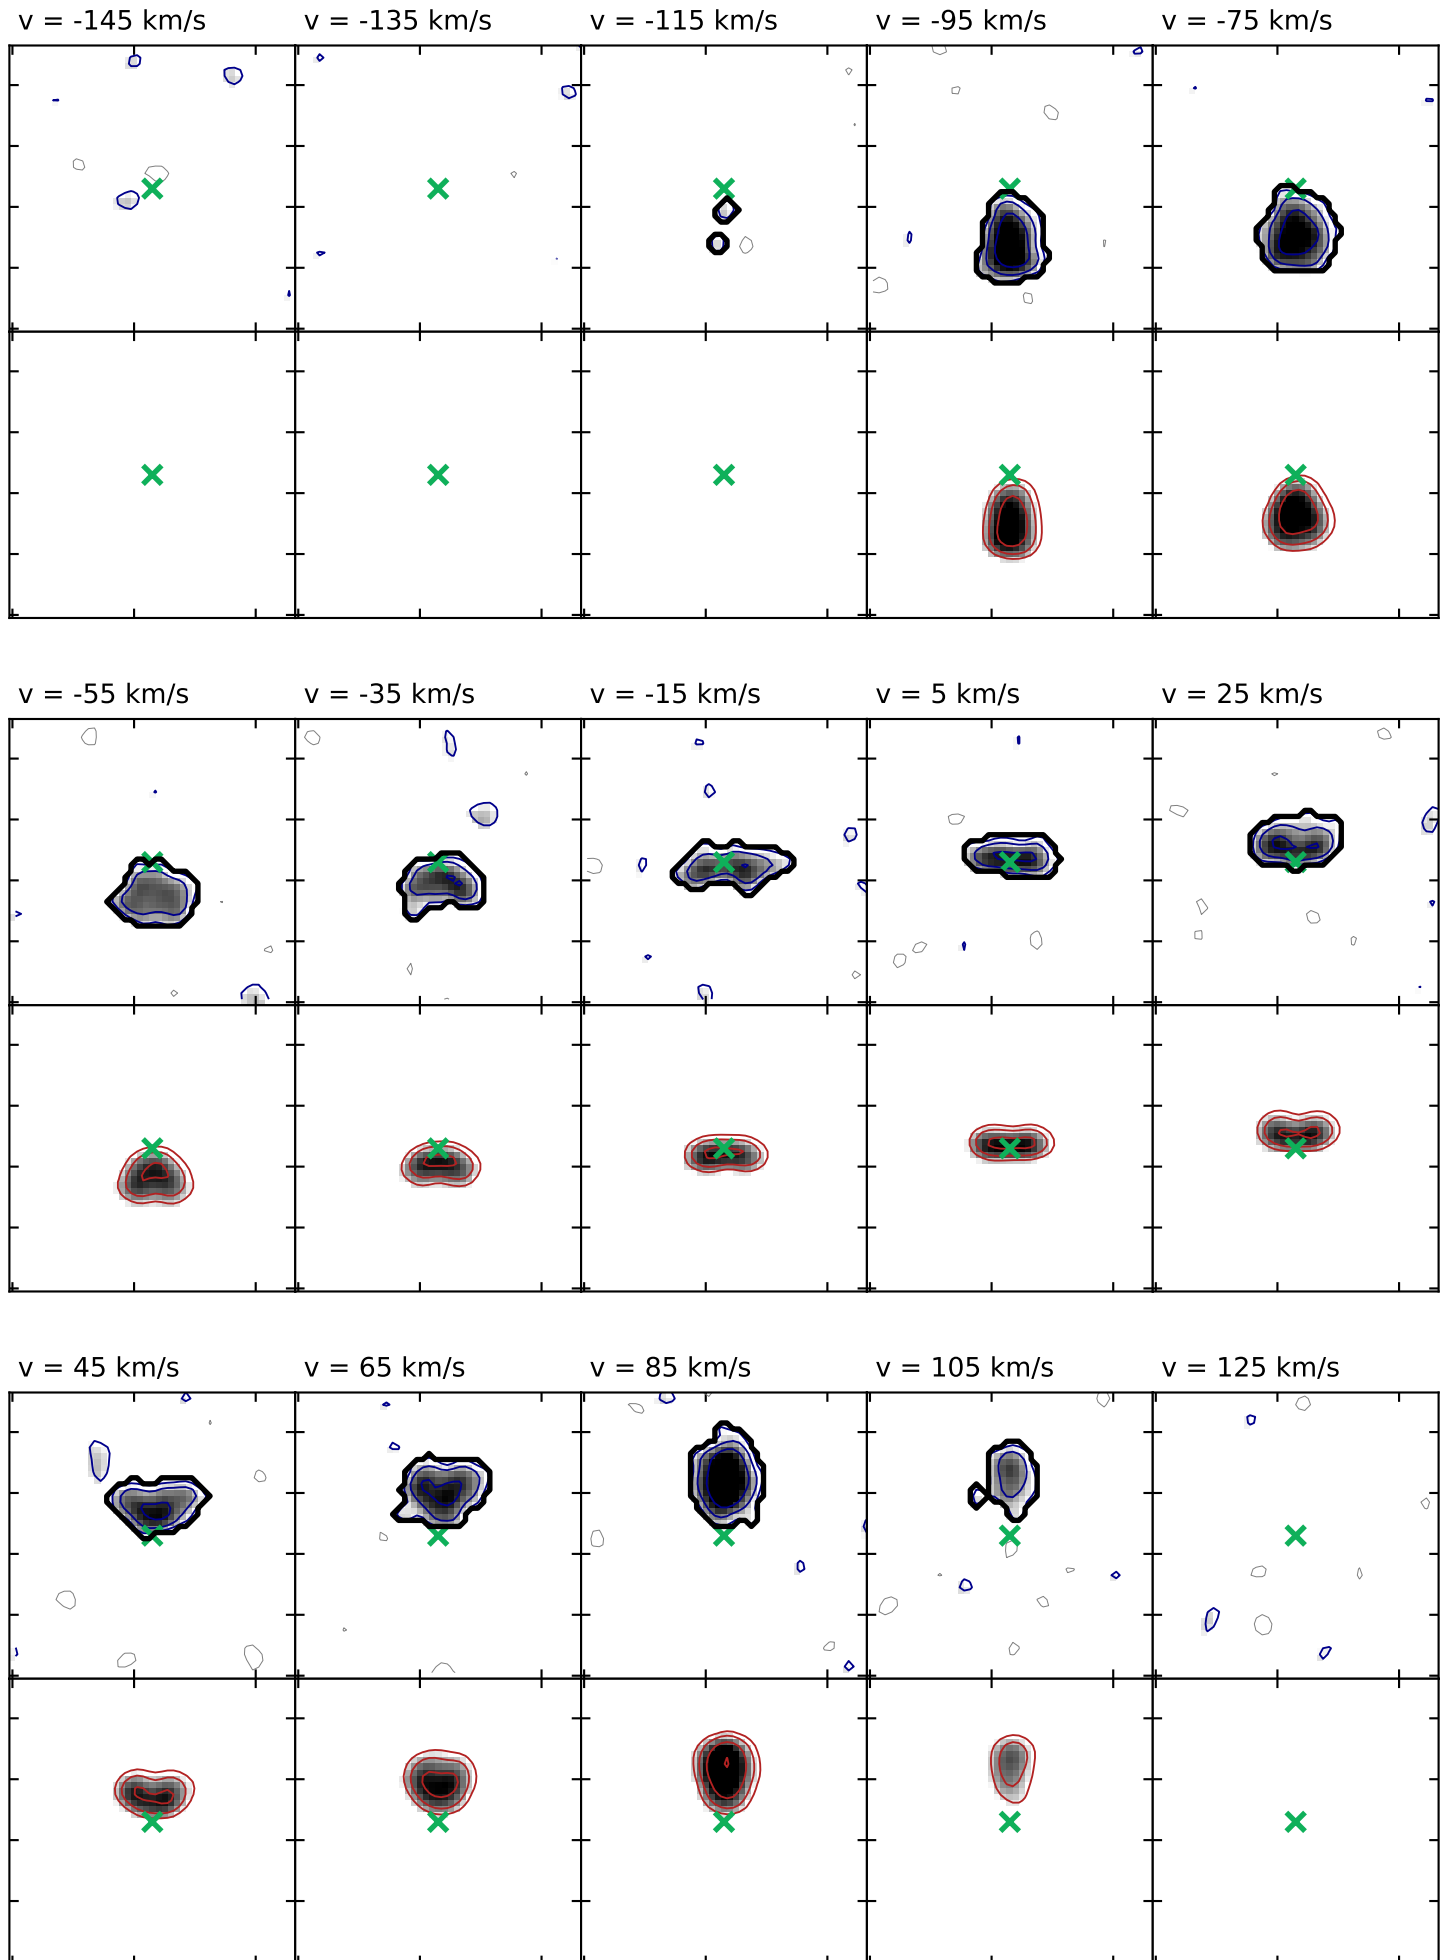 v = -145 km/s
v = -135 km/s
v = -115 km/s
v = -95 km/s
v = -75 km/s
v = -55 km/s
v = -35 km/s
v = -15 km/s
v = 5 km/s
v = 25 km/s
v = 45 km/s
v = 65 km/s
v = 85 km/s
v = 105 km/s
v = 125 km/s